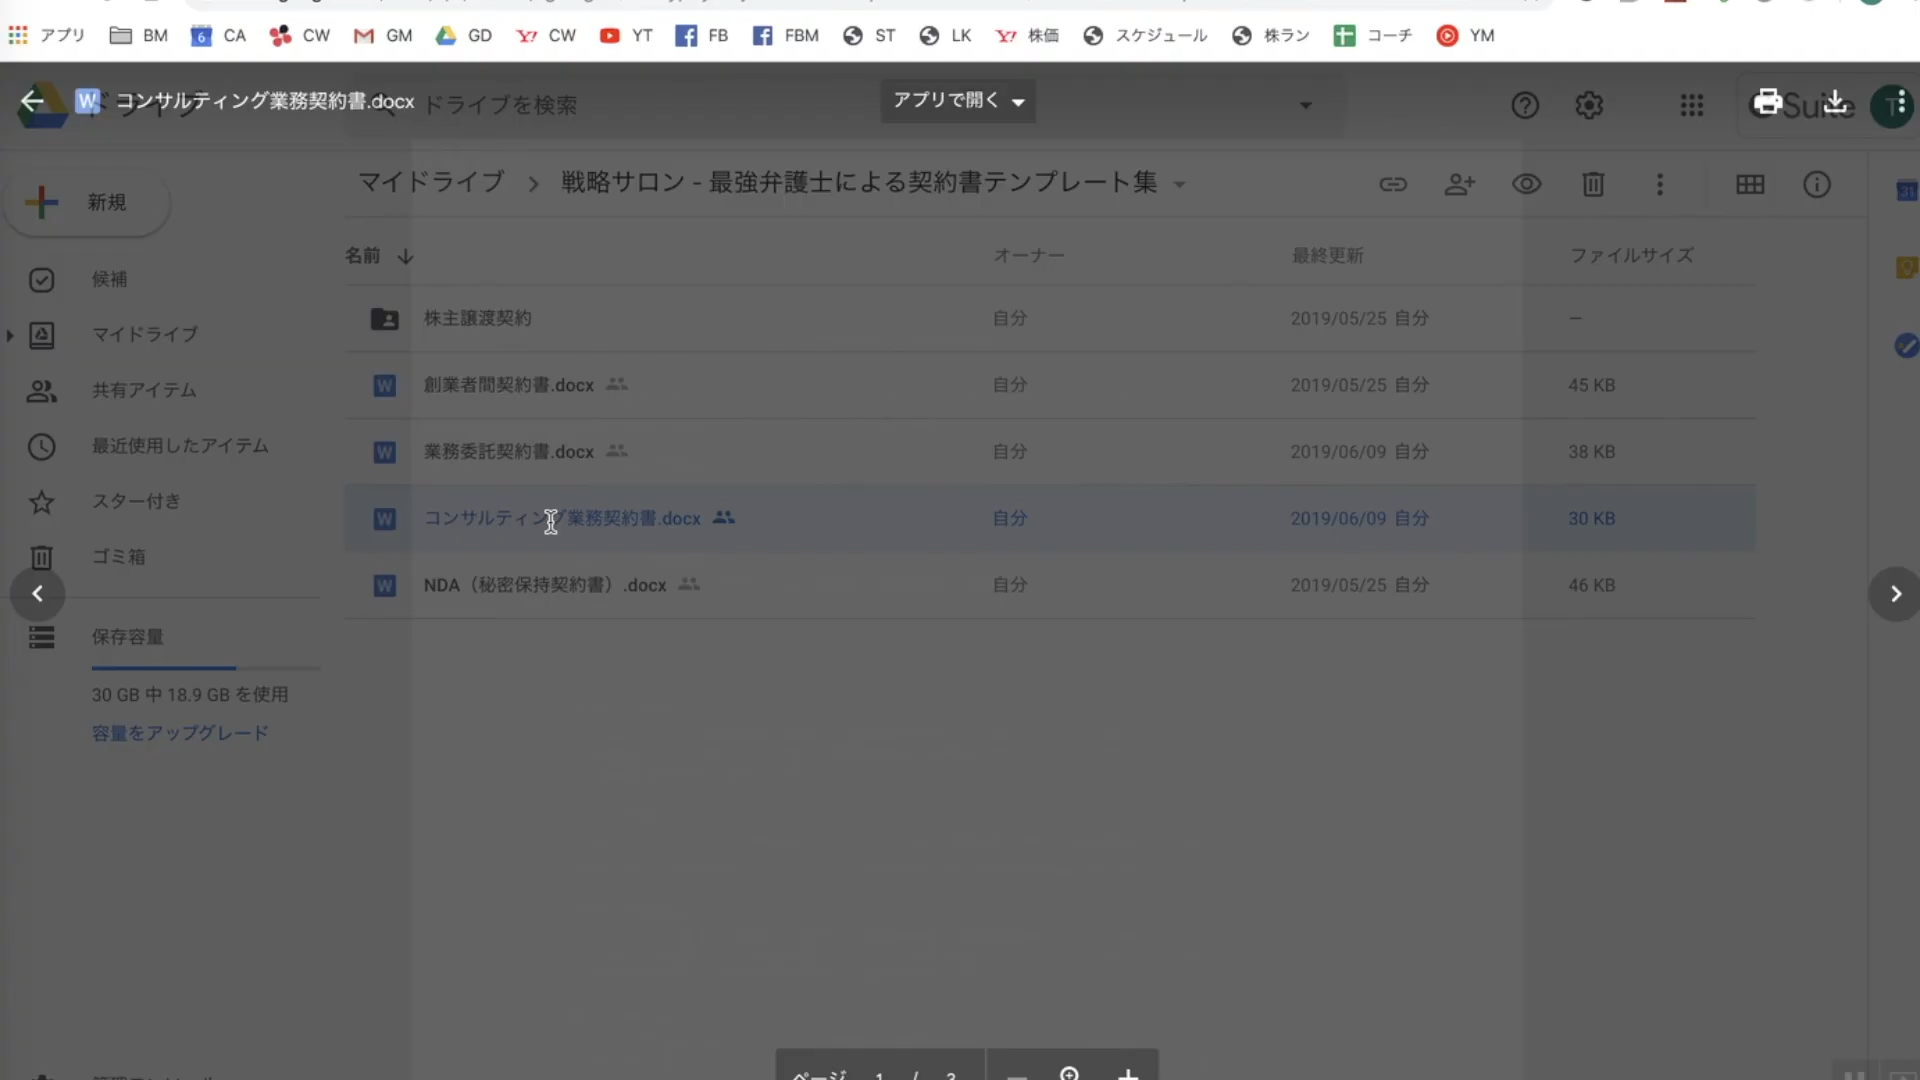 アプリ BM CA CW GM GD CW YT FB FBM ST LK 株価 スケジュール 株ラン コーチ YM
コンサルティング業務契約書.docx ドライブを検索 アプリで開く Suite
マイドライブ 戦略サロン - 最強弁護士による契約書テンプレート集
新規
名前 オーナー 最終更新 ファイルサイズ
候補
株主譲渡契約 自分 2019/05/25 自分 –
マイドライブ
創業者間契約書.docx 自分 2019/05/25 自分 45 KB
共有アイテム
業務委託契約書.docx 自分 2019/06/09 自分 38 KB
最近使用したアイテム
スター付き
コンサルティング業務契約書.docx 自分 2019/06/09 自分 30 KB
ゴミ箱
NDA（秘密保持契約書）.docx 自分 2019/05/25 自分 46 KB
保存容量
30 GB 中 18.9 GB を使用
容量をアップグレード
ページ 1 / 3